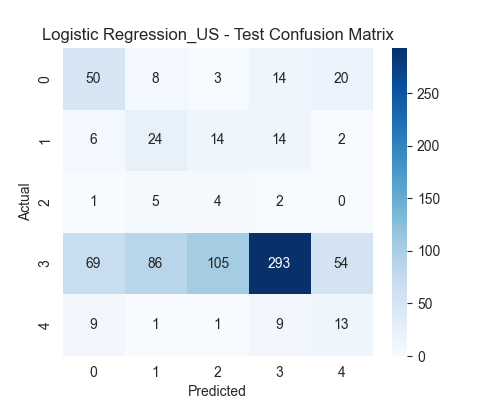 Logistic Regression_US - Test Confusion Matrix
0 50 8 3 14 20
1 6 24 14 14 2
2 1 5 4 2 0
3 69 86 105 293 54
4 9 1 1 9 13
0 1 2 3 4
Predicted
Actual
250
200
150
100
50
0